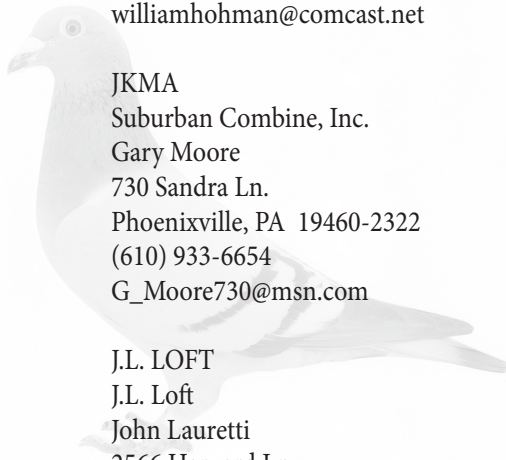 williamhohman@comcast.net
JKMA
Suburban Combine, Inc.
Gary Moore
730 Sandra Ln.
Phoenixville, PA 19460-2322
(610) 933-6654
G_Moore730@msn.com
J.L. LOFT
J.L. Loft
John Lauretti